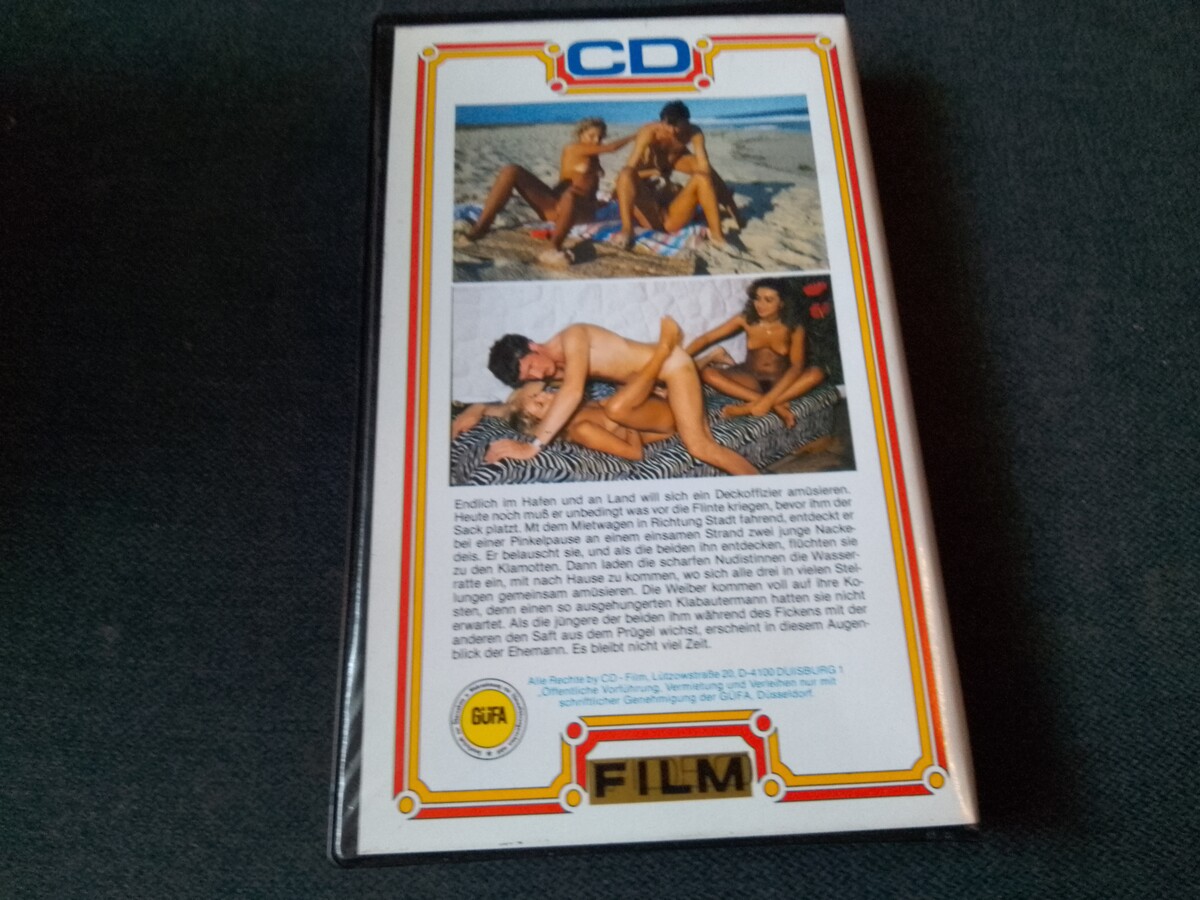 CD
Endlich im Hafen und an Land will sich ein Deckoffizier amüsieren.
Heute noch muß er unbedingt was vor die Flinte kriegen, bevor ihm der
Sack platzt. Mt dem Mietwagen in Richtung Stadt fahrend, entdeckt er
bei einer Pinkelpause an einem einsamen Strand zwei junge Nacke-
deis. Er belauscht sie, und als die beiden ihn entdecken, flüchten sie
zu den Klamotten. Dann laden die scharfen Nudistinnen die Wasser-
ratte ein, mit nach Hause zu kommen, wo sich alle drei in vielen Stel-
lungen gemeinsam amüsieren. Die Weiber kommen voll auf ihre Ko-
sten, denn einen so ausgehungerten Klabautermann hatten sie nicht
erwartet. Als die jüngere der beiden ihm während des Fickens mit der
anderen den Saft aus dem Prügel wichst, erscheint in diesem Augen-
blick der Ehemann. Es bleibt nicht viel Zeit.
Alle Rechte by CD-Film, Lützowstraße 20, D-4100 DUISBURG 1
Öffentliche Vorführung, Vermietung und Verleihen nur mit
schriftlicher Genehmigung der GÜFA, Düsseldorf.
GÜFA
FILM